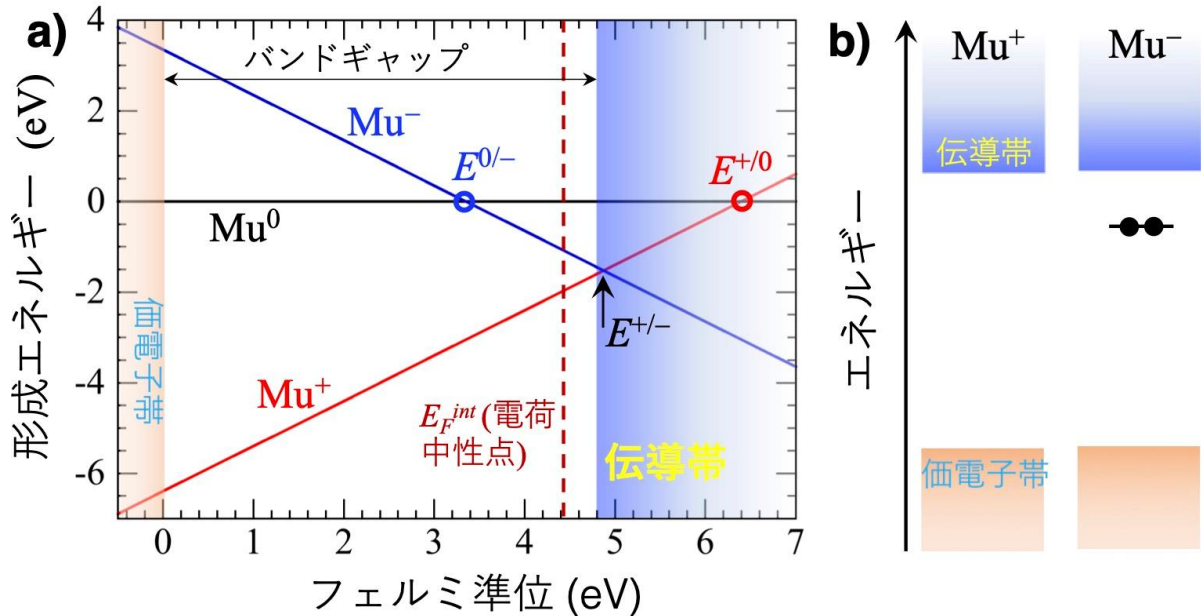 a)
4
2
0
-2
-4
-6
形成エネルギー (eV)
バンドギャップ
Mu−
E0/−
E+/0
Mu0
価電子帯
Mu+
E+/−
EFint (電荷
中性点)
伝導帯
0 1 2 3 4 5 6 7
フェルミ準位 (eV)
b)
エネルギー
Mu+ Mu−
伝導帯
価電子帯